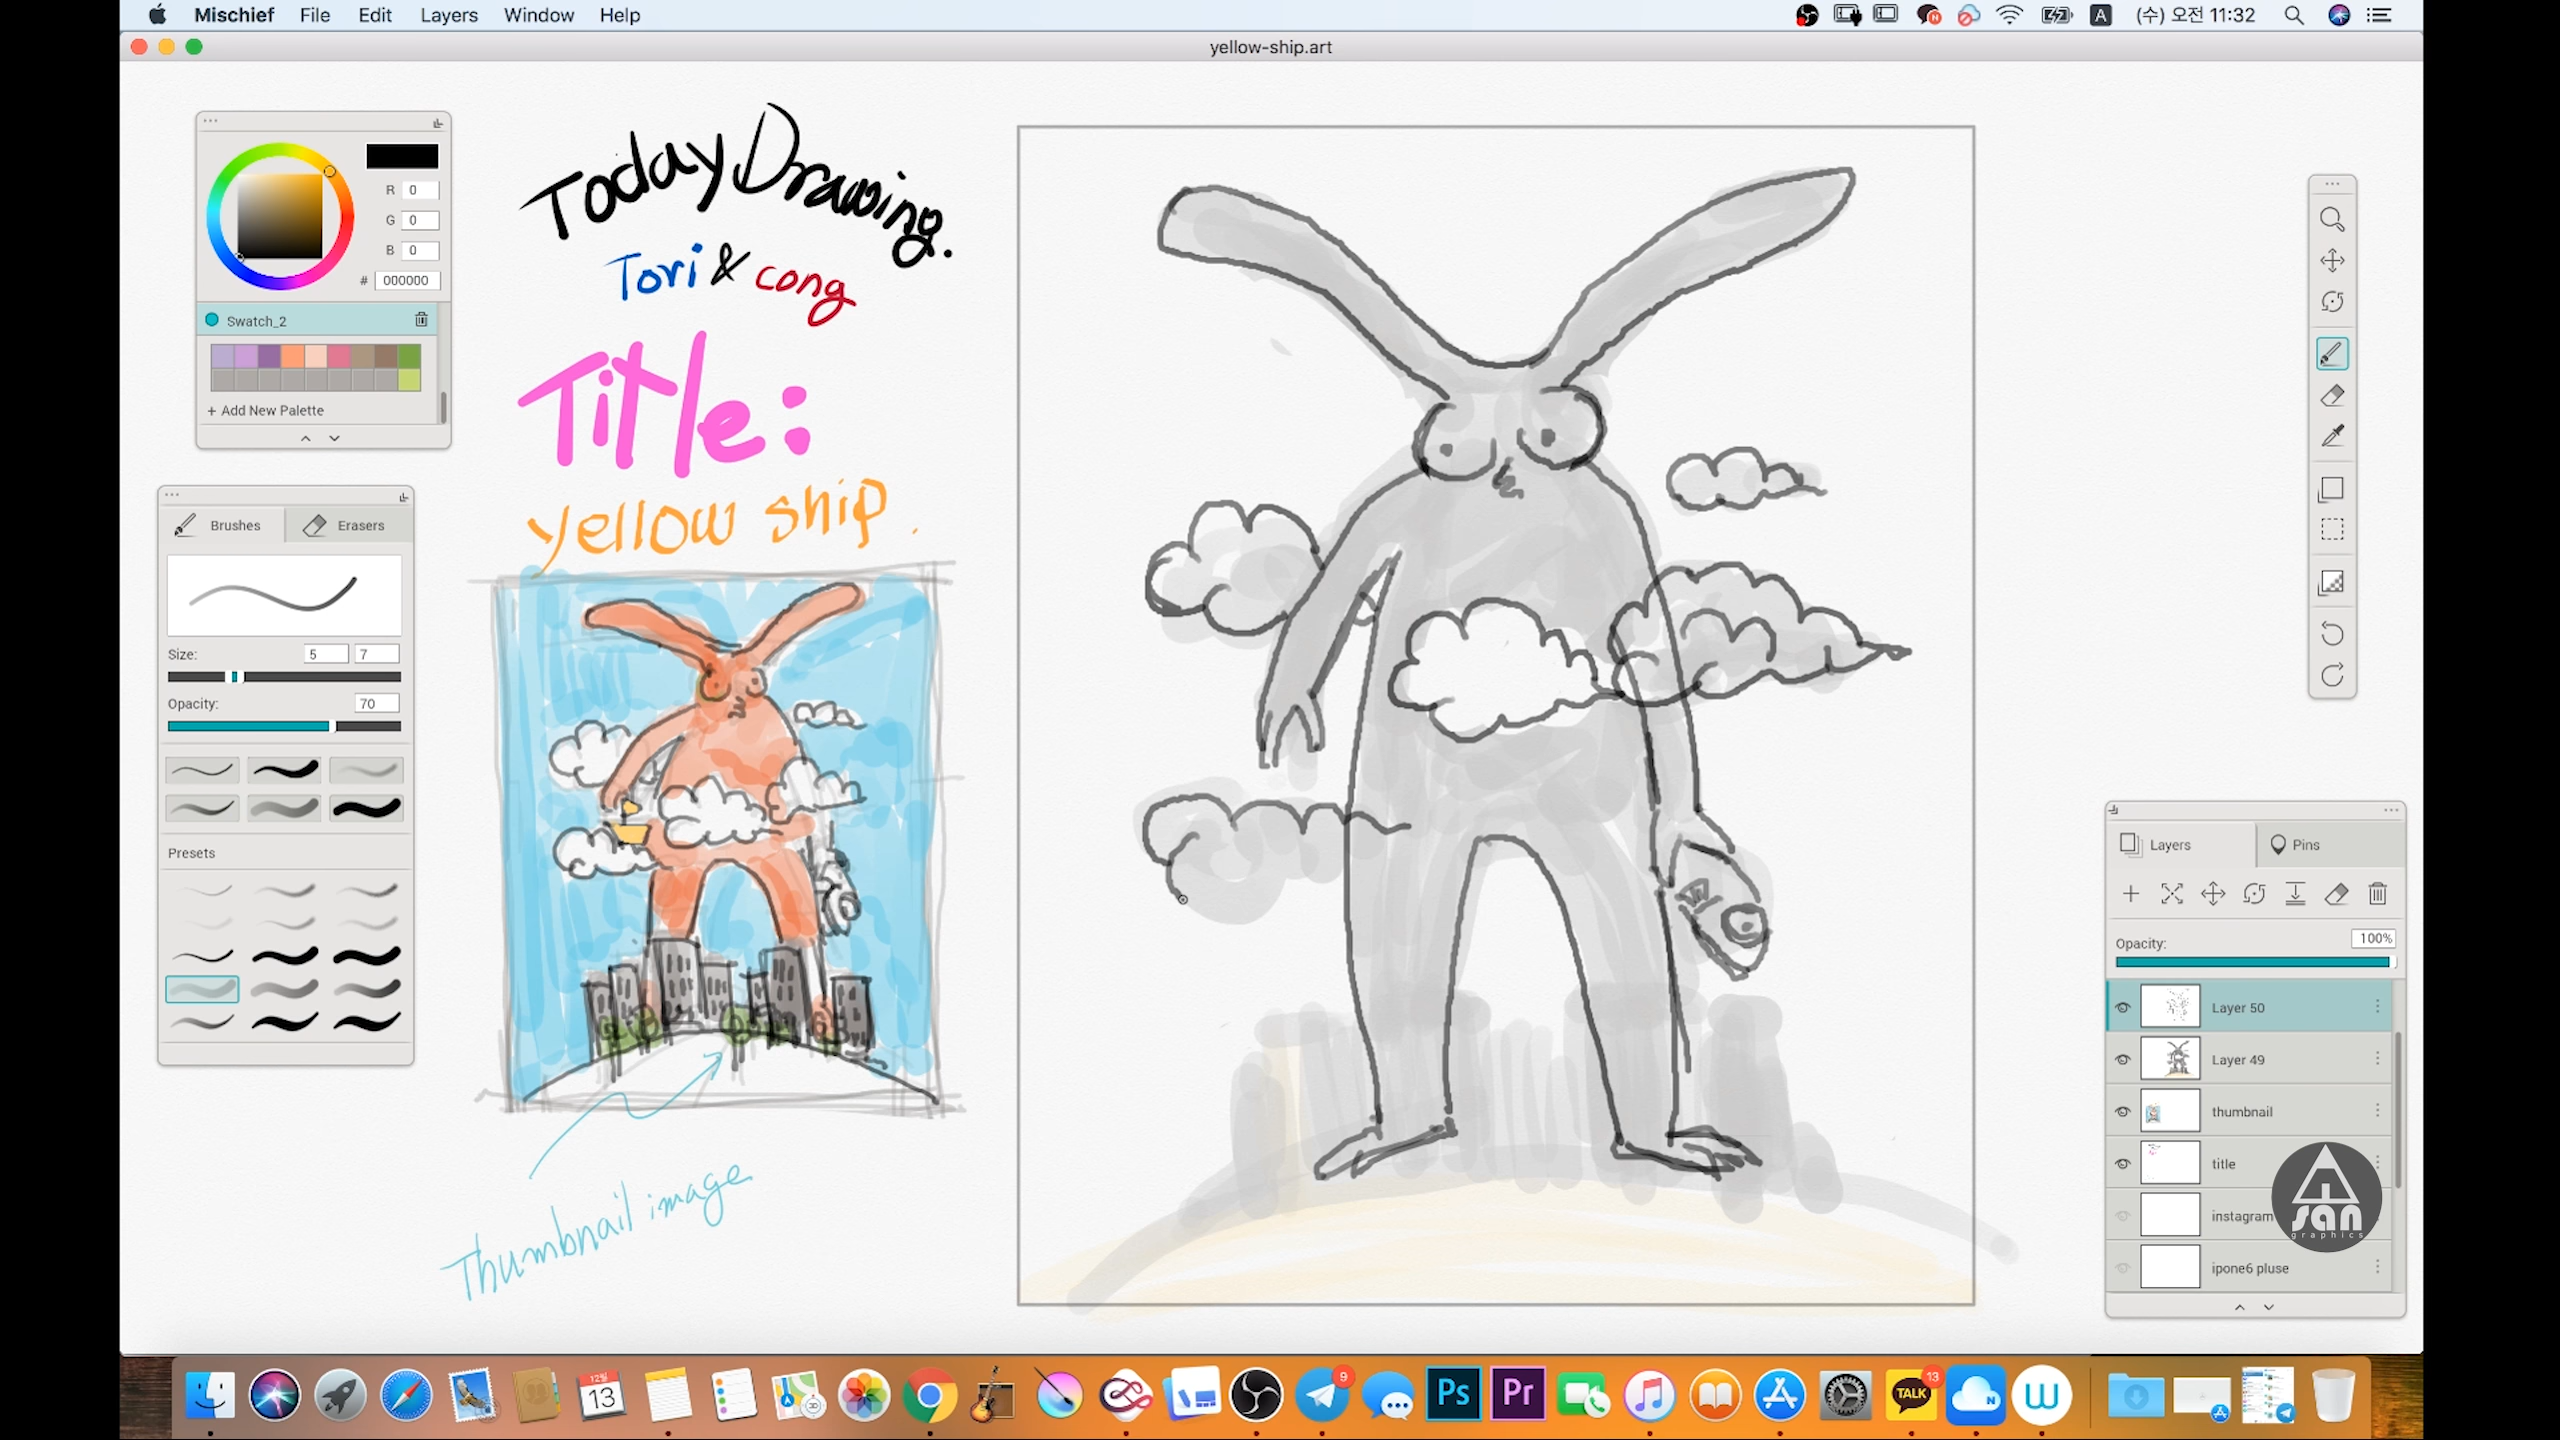 Mischief File Edit Layers Window Help
A (수) 오전 11:32
yellow-ship.art
R 0
G 0
B 0
# 000000
Swatch_2
+ Add New Palette
Brushes Erasers
Size: 5 7
Opacity: 70
Presets
Today Drawing.
Tori & cong
Title:
yellow ship.
Thumbnail image
Layers Pins
Opacity: 100%
Layer 50
Layer 49
thumbnail
title
instagram
ipone6 pluse
san
graphics
13
9
Ps
Pr
TALK
13
N
W